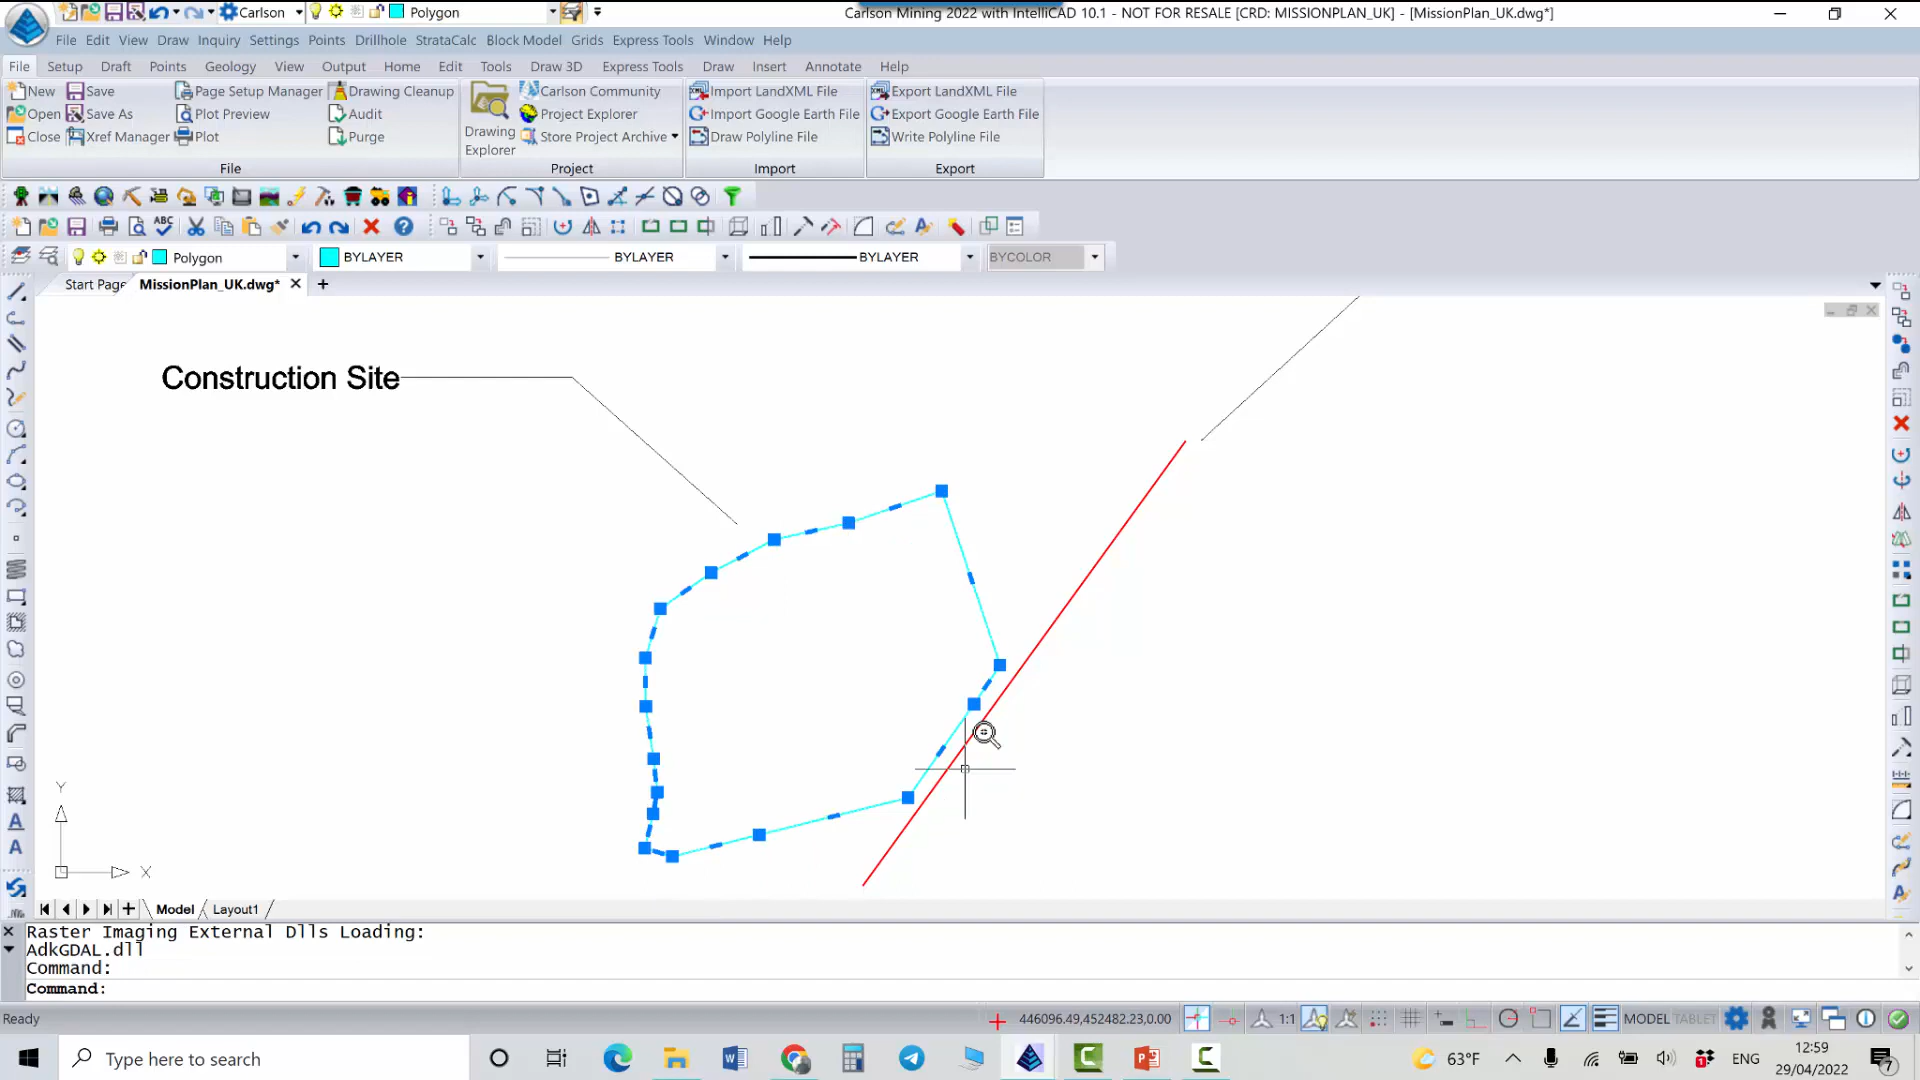 Carlson
Polygon
Carlson Mining 2022 with IntelliCAD 10.1 - NOT FOR RESALE [CRD: MISSIONPLAN_UK] - [MissionPlan_UK.dwg*]
File Edit View Draw Inquiry Settings Points Drillhole StrataCalc Block Model Grids Express Tools Window Help
File Setup Draft Points Geology View Output Home Edit Tools Draw 3D Express Tools Draw Insert Annotate Help
New Save Page Setup Manager Drawing Cleanup Carlson Community Import LandXML File Export LandXML File
Open Save As Plot Preview Audit Project Explorer Import Google Earth File Export Google Earth File
Close Xref Manager Plot Purge Drawing Explorer Store Project Archive Draw Polyline File Write Polyline File
File Project Import Export
ABC
Polygon BYLAYER BYLAYER BYLAYER BYCOLOR
Start Page MissionPlan_UK.dwg*
Construction Site
Y
X
Model Layout1
Raster Imaging External Dlls Loading:
AdkGDAL.dll
Command:
Command:
Ready
446096.49,452482.23,0.00
1:1
MODEL TABLET
Type here to search
63°F
ENG
12:59
29/04/2022
7